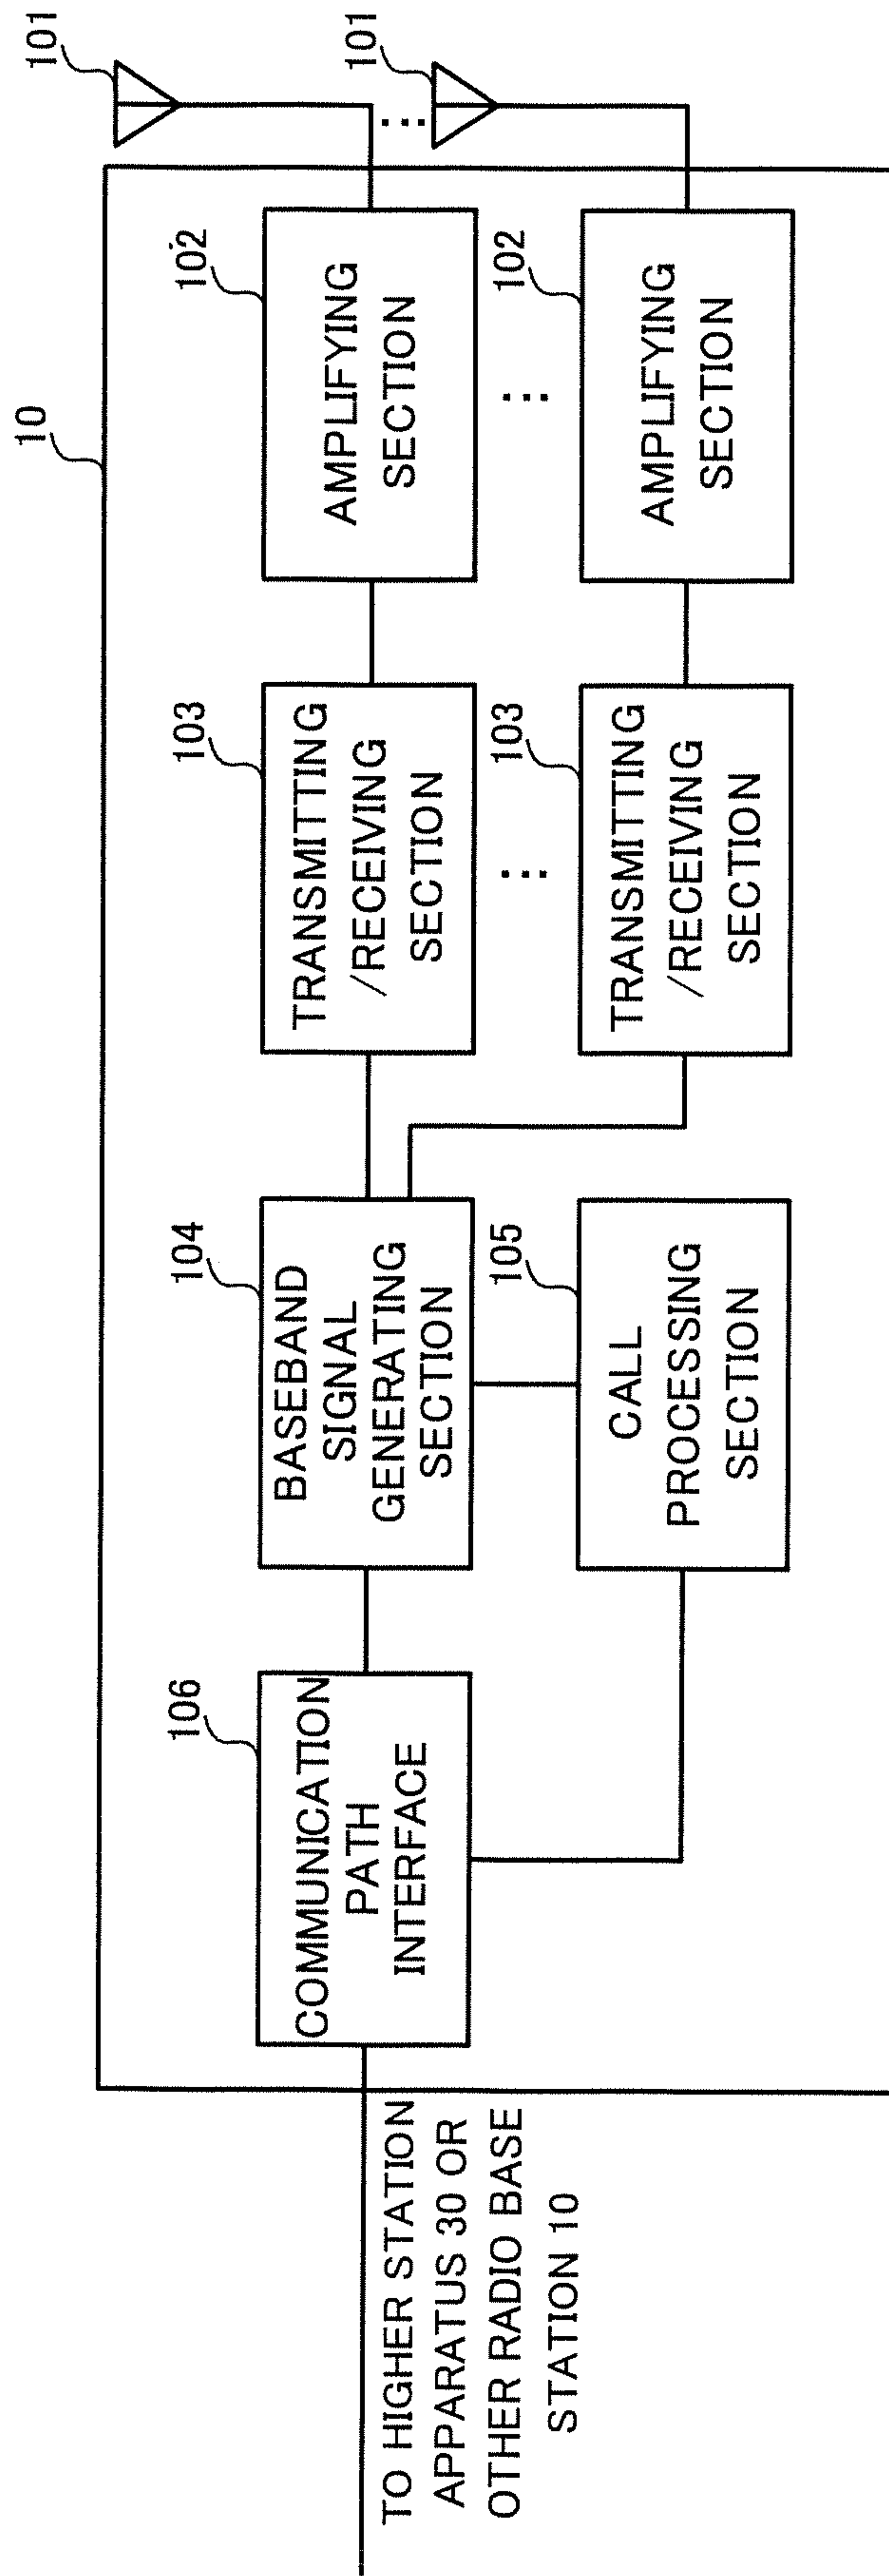 10
106
COMMUNICATION
PATH
INTERFACE
104
BASEBAND
SIGNAL
GENERATING
SECTION
103
TRANSMITTING
/RECEIVING
SECTION
102
AMPLIFYING
SECTION
101
...
101
...
...
105
CALL
PROCESSING
SECTION
103
TRANSMITTING
/RECEIVING
SECTION
102
AMPLIFYING
SECTION
TO HIGHER STATION
APPARATUS 30 OR
OTHER RADIO BASE
STATION 10